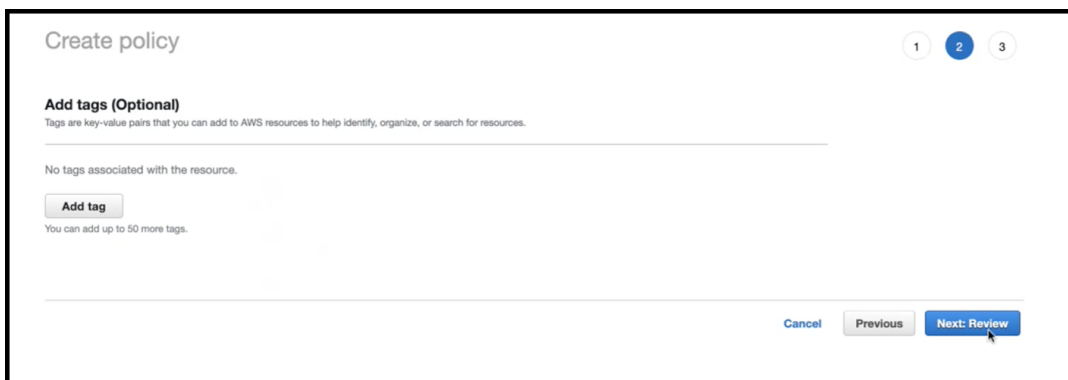 Create policy
1 2 3
Add tags (Optional)
Tags are key-value pairs that you can add to AWS resources to help identify, organize, or search for resources.
No tags associated with the resource.
Add tag
You can add up to 50 more tags.
Cancel Previous Next: Review